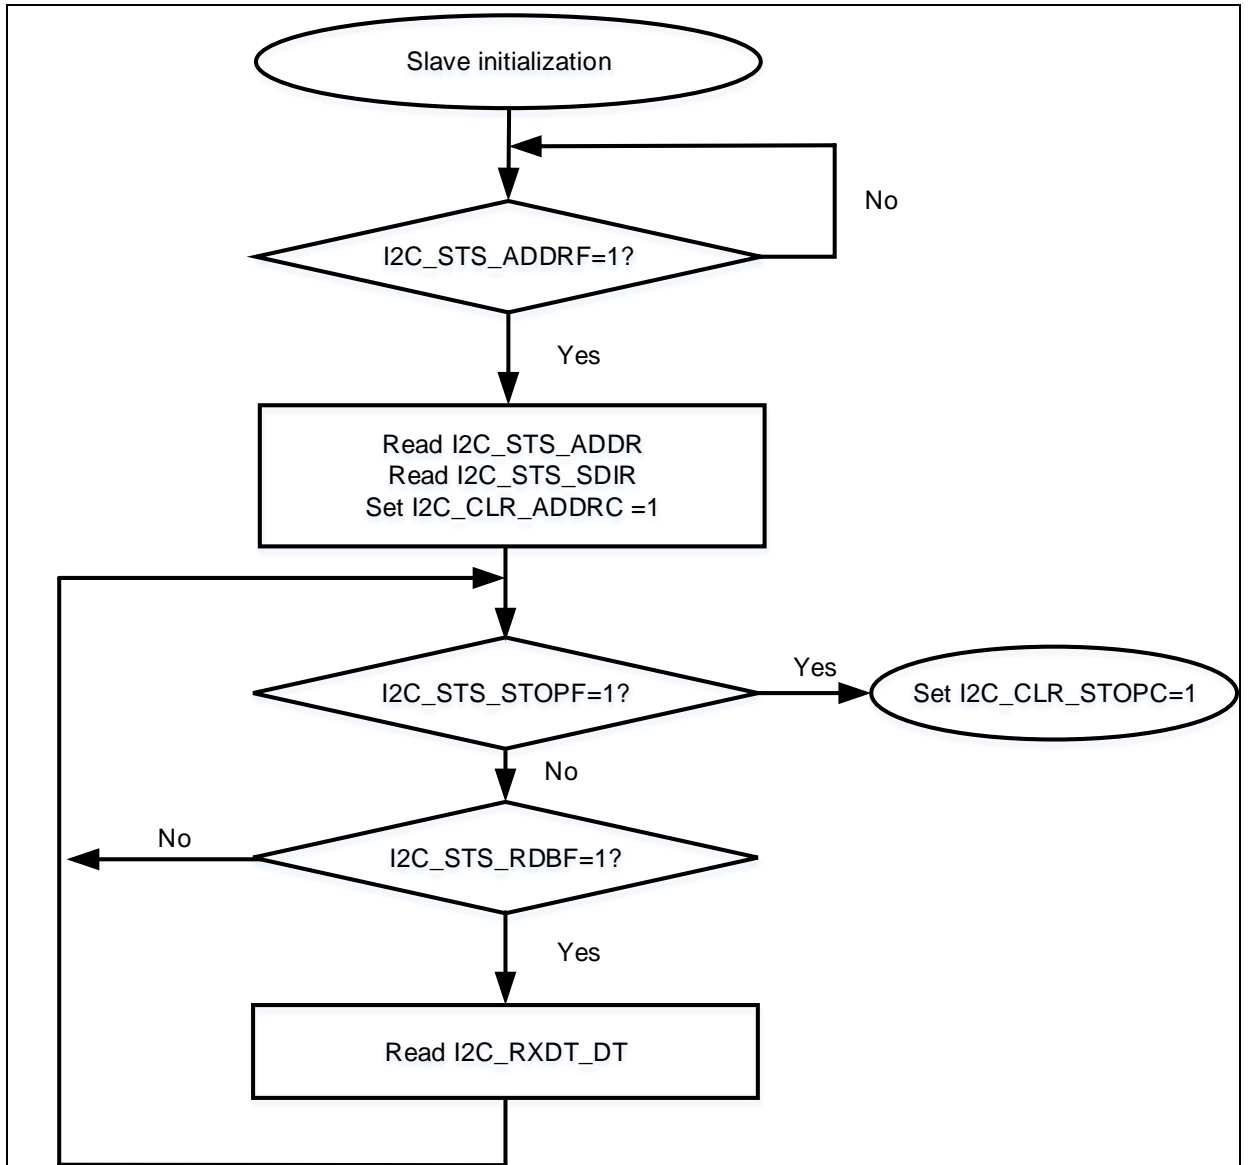 Slave initialization
No
I2C_STS_ADDRF=1?
Yes
Read I2C_STS_ADDR
Read I2C_STS_SDIR
Set I2C_CLR_ADDRC =1
I2C_STS_STOPF=1?
Yes
Set I2C_CLR_STOPC=1
No
No
I2C_STS_RDBF=1?
Yes
Read I2C_RXDT_DT